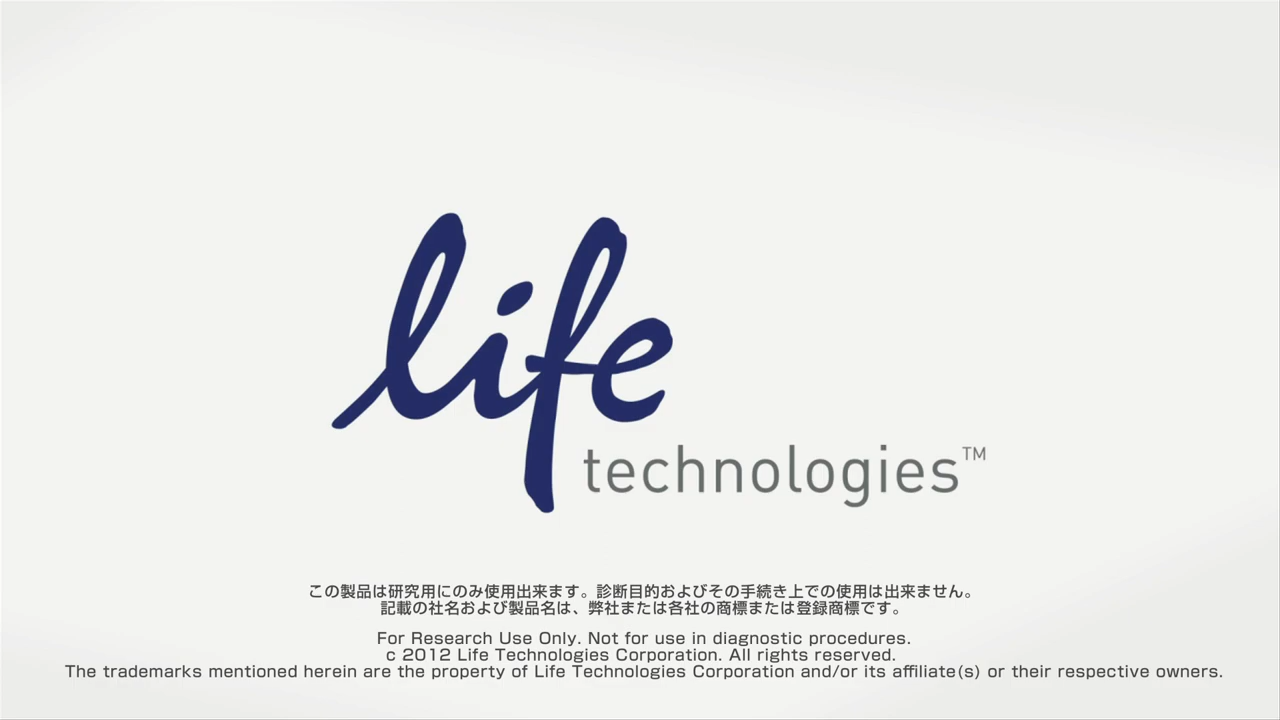 life
technologies™
この製品は研究用にのみ使用出来ます。診断目的およびその手続き上での使用は出来ません。
記載の社名および製品名は、弊社または各社の商標または登録商標です。
For Research Use Only. Not for use in diagnostic procedures.
c 2012 Life Technologies Corporation. All rights reserved.
The trademarks mentioned herein are the property of Life Technologies Corporation and/or its affiliate(s) or their respective owners.